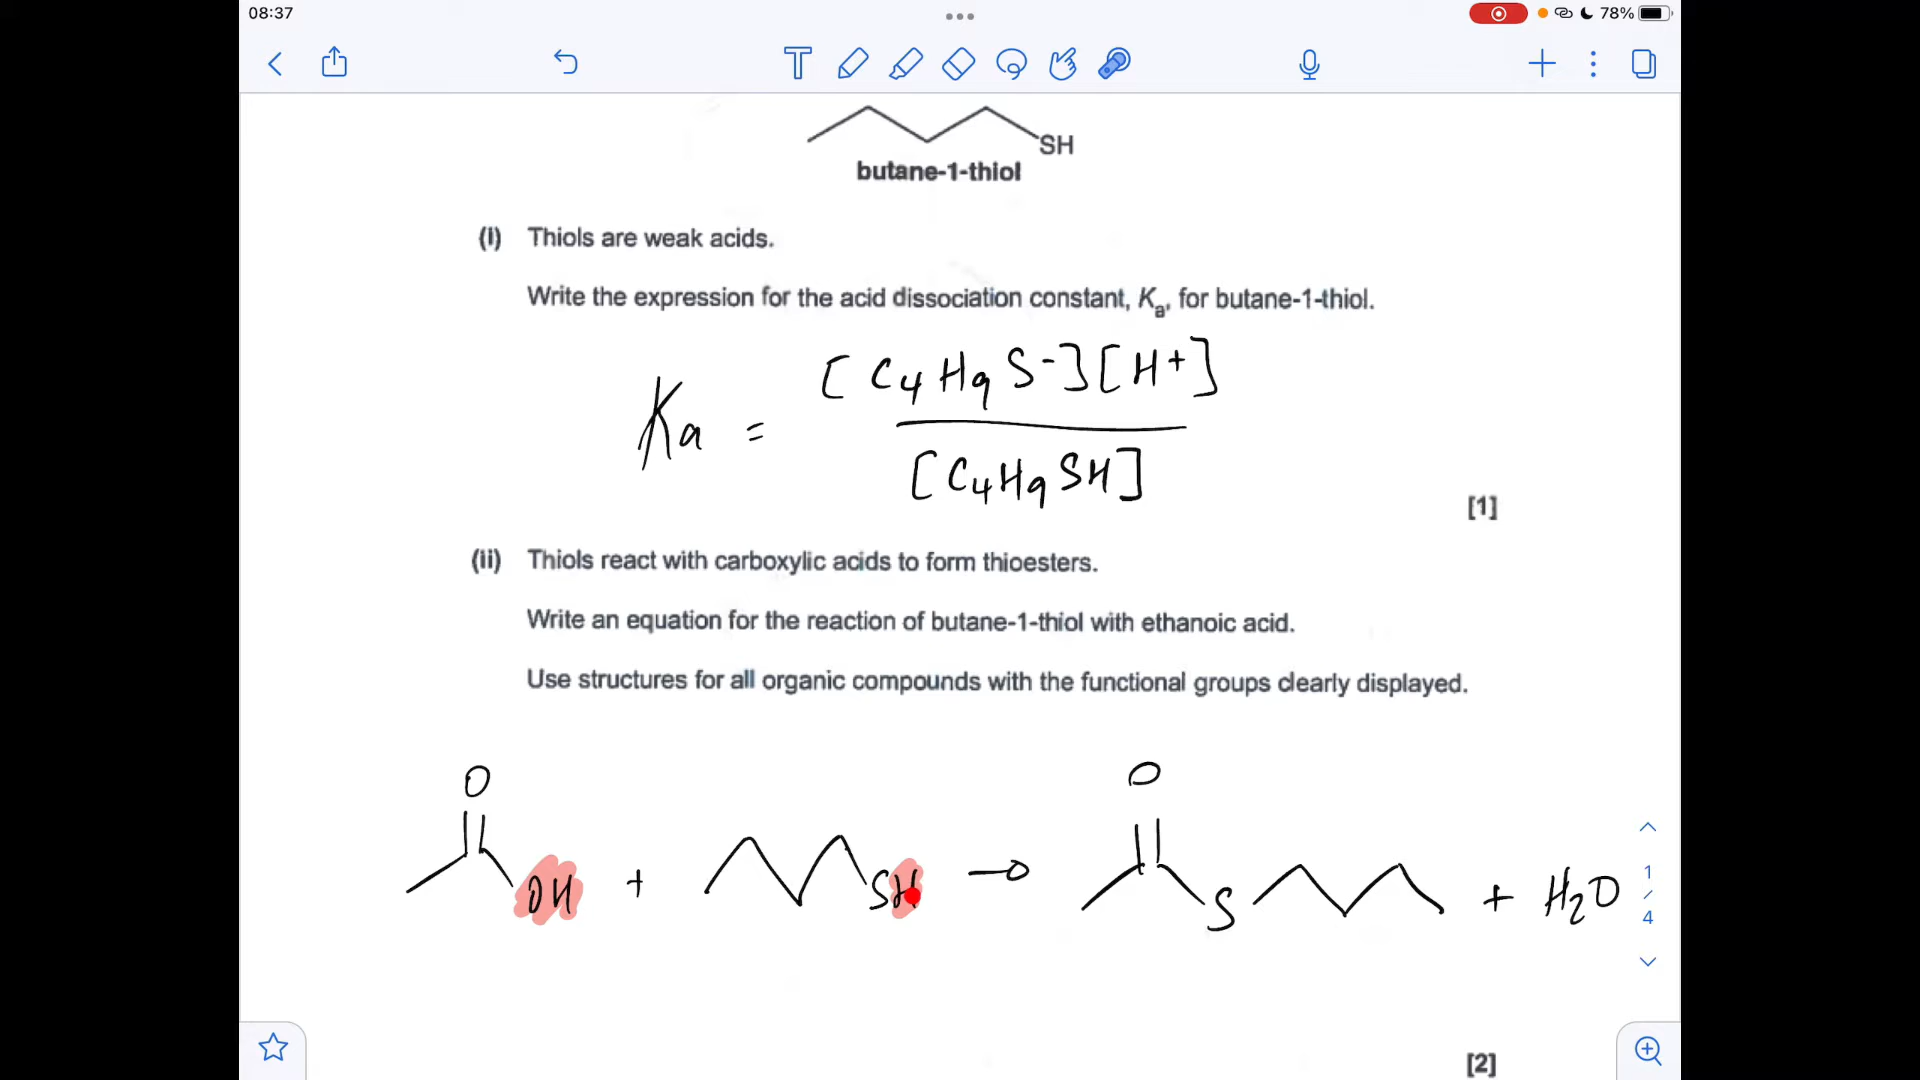 08:37
78%
SH
butane-1-thiol
(i) Thiols are weak acids.
Write the expression for the acid dissociation constant, Ka, for butane-1-thiol.
Ka = [C4H9S-][H+]
[C4H9SH]
[1]
(ii) Thiols react with carboxylic acids to form thioesters.
Write an equation for the reaction of butane-1-thiol with ethanoic acid.
Use structures for all organic compounds with the functional groups clearly displayed.
O O
OH + SH → S + H2O
1
/
4
[2]